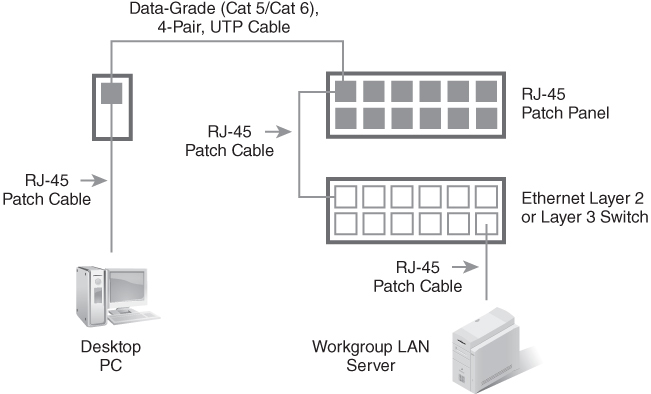 Data-Grade (Cat 5/Cat 6),
4-Pair, UTP Cable
RJ-45
Patch Panel
RJ-45
Patch Cable
RJ-45
Patch Cable
Ethernet Layer 2
or Layer 3 Switch
RJ-45
Patch Cable
Desktop
PC
Workgroup LAN
Server